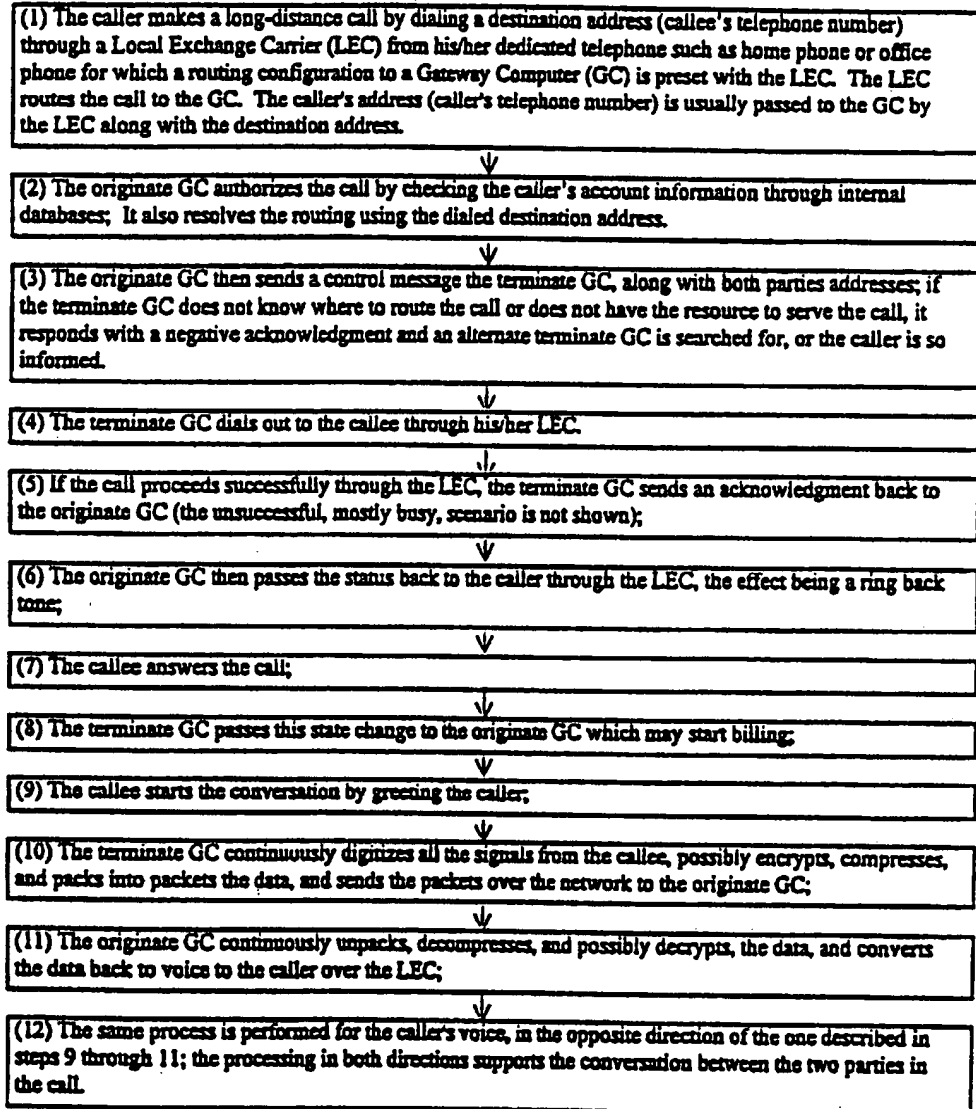 (1) The caller makes a long-distance call by dialing a destination address (callee's telephone number)
through a Local Exchange Carrier (LEC) from his/her dedicated telephone such as home phone or office
phone for which a routing configuration to a Gateway Computer (GC) is preset with the LEC. The LEC
routes the call to the GC. The caller's address (caller's telephone number) is usually passed to the GC by
the LEC along with the destination address.
(2) The originate GC authorizes the call by checking the caller's account information through internal
databases; It also resolves the routing using the dialed destination address.
(3) The originate GC then sends a control message the terminate GC, along with both parties addresses; if
the terminate GC does not know where to route the call or does not have the resource to serve the call, it
responds with a negative acknowledgment and an alternate terminate GC is searched for, or the caller is so
informed.
(4) The terminate GC dials out to the callee through his/her LEC.
(5) If the call proceeds successfully through the LEC, the terminate GC sends an acknowledgment back to
the originate GC (the unsuccessful, mostly busy, scenario is not shown);
(6) The originate GC then passes the status back to the caller through the LEC, the effect being a ring back
tone;
(7) The callee answers the call;
(8) The terminate GC passes this state change to the originate GC which may start billing;
(9) The callee starts the conversation by greeting the caller;
(10) The terminate GC continuously digitizes all the signals from the callee, possibly encrypts, compresses,
and packs into packets the data, and sends the packets over the network to the originate GC;
(11) The originate GC continuously unpacks, decompresses, and possibly decrypts, the data, and converts
the data back to voice to the caller over the LEC;
(12) The same process is performed for the caller's voice, in the opposite direction of the one described in
steps 9 through 11; the processing in both directions supports the conversation between the two parties in
the call.